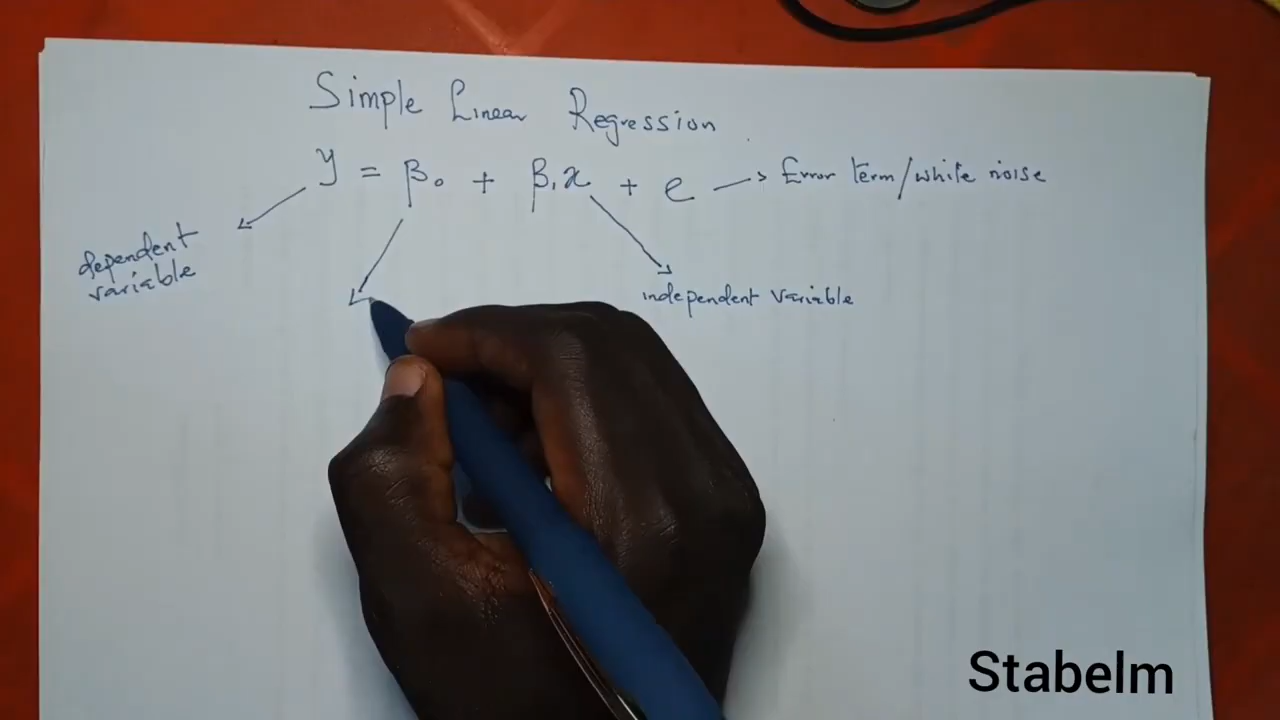 Simple Linear Regression
y = β₀ + β₁x + e → Error term/white noise
dependent
variable
independent variable
Stabelm